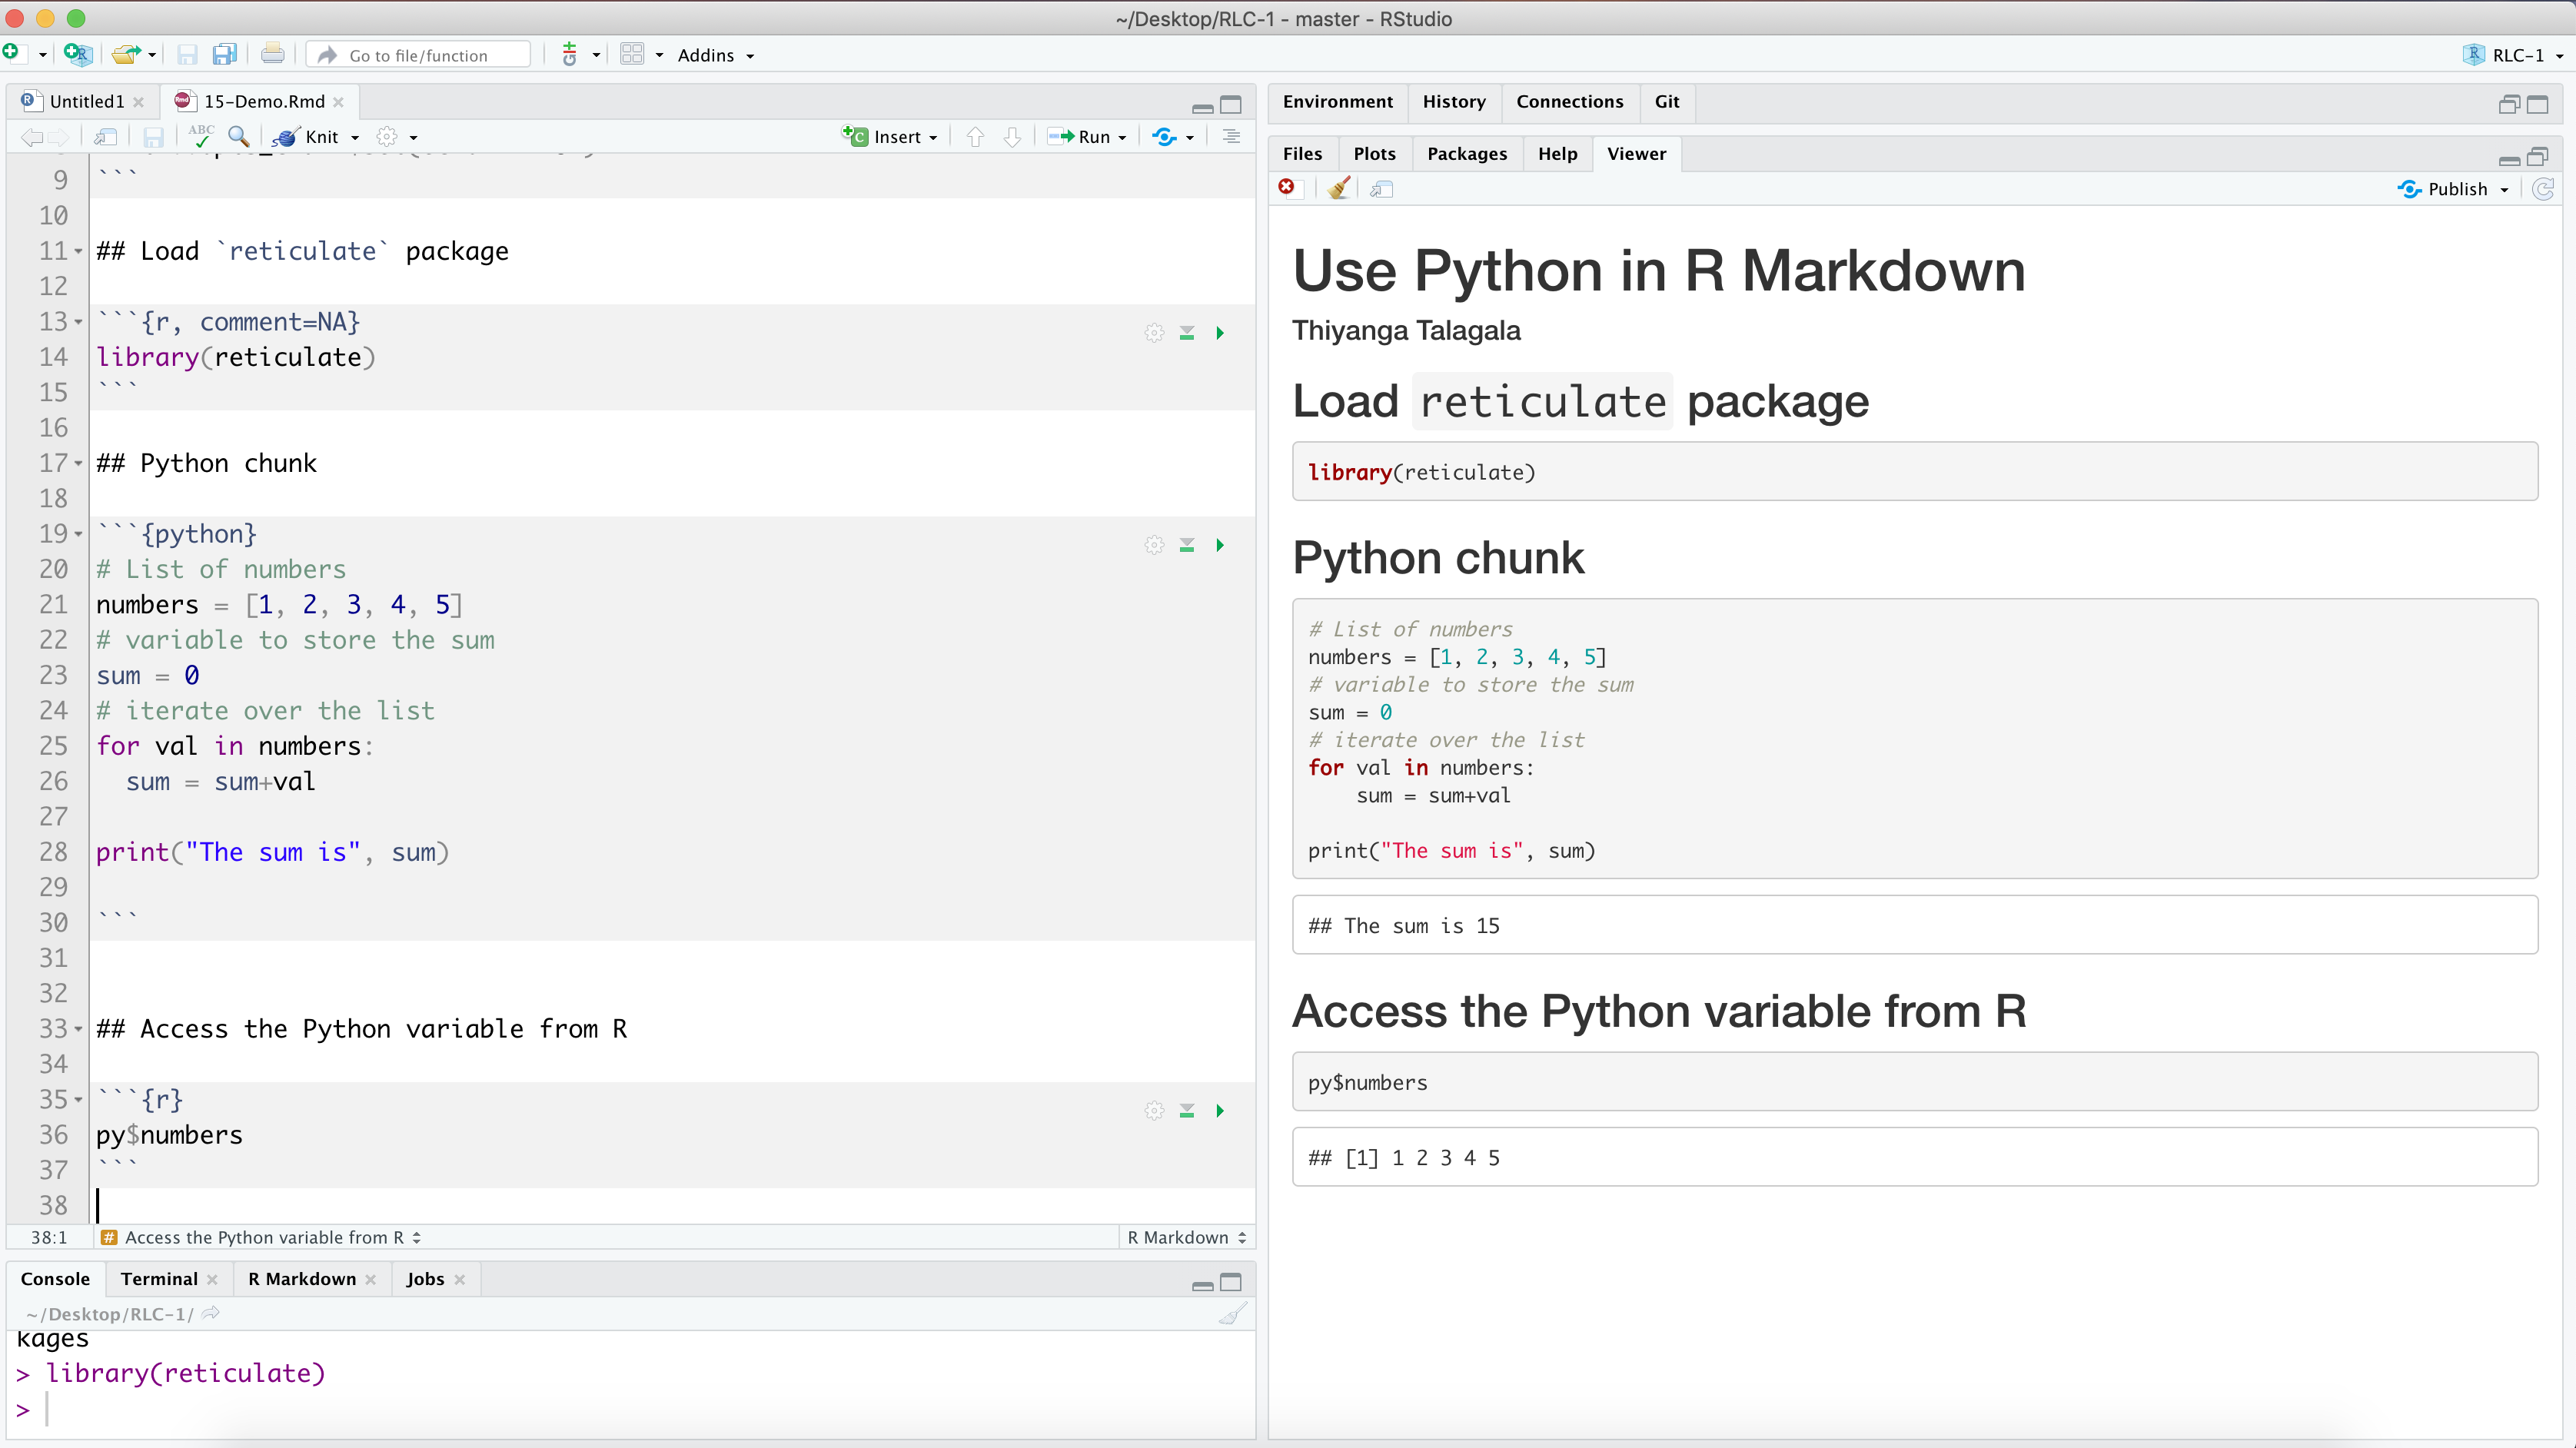 ~/Desktop/RLC-1 - master - RStudio
Go to file/function
Addins
RLC-1
Untitled1
15-Demo.Rmd
ABC
Knit
Insert
Run
9 ```
10
11 ## Load `reticulate` package
12
13 ```{r, comment=NA}
14 library(reticulate)
15 ```
16
17 ## Python chunk
18
19 ```{python}
20 # List of numbers
21 numbers = [1, 2, 3, 4, 5]
22 # variable to store the sum
23 sum = 0
24 # iterate over the list
25 for val in numbers:
26   sum = sum+val
27
28 print("The sum is", sum)
29
30 ```
31
32
33 ## Access the Python variable from R
34
35 ```{r}
36 py$numbers
37 ```
38
38:1 # Access the Python variable from R R Markdown
Console Terminal R Markdown Jobs
~/Desktop/RLC-1/
kages
> library(reticulate)
>
Environment History Connections Git
Files Plots Packages Help Viewer
Publish
Use Python in R Markdown
Thiyanga Talagala
Load reticulate package
library(reticulate)
Python chunk
# List of numbers
numbers = [1, 2, 3, 4, 5]
# variable to store the sum
sum = 0
# iterate over the list
for val in numbers:
    sum = sum+val
print("The sum is", sum)
## The sum is 15
Access the Python variable from R
py$numbers
## [1] 1 2 3 4 5